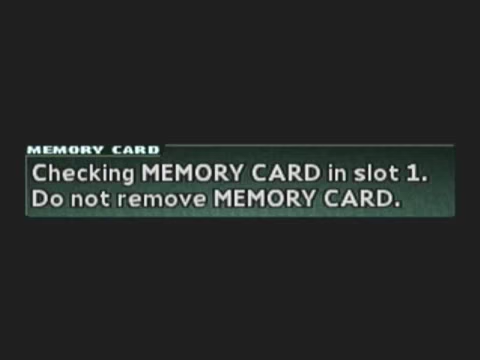 MEMORY CARD
Checking MEMORY CARD in slot 1.
Do not remove MEMORY CARD.